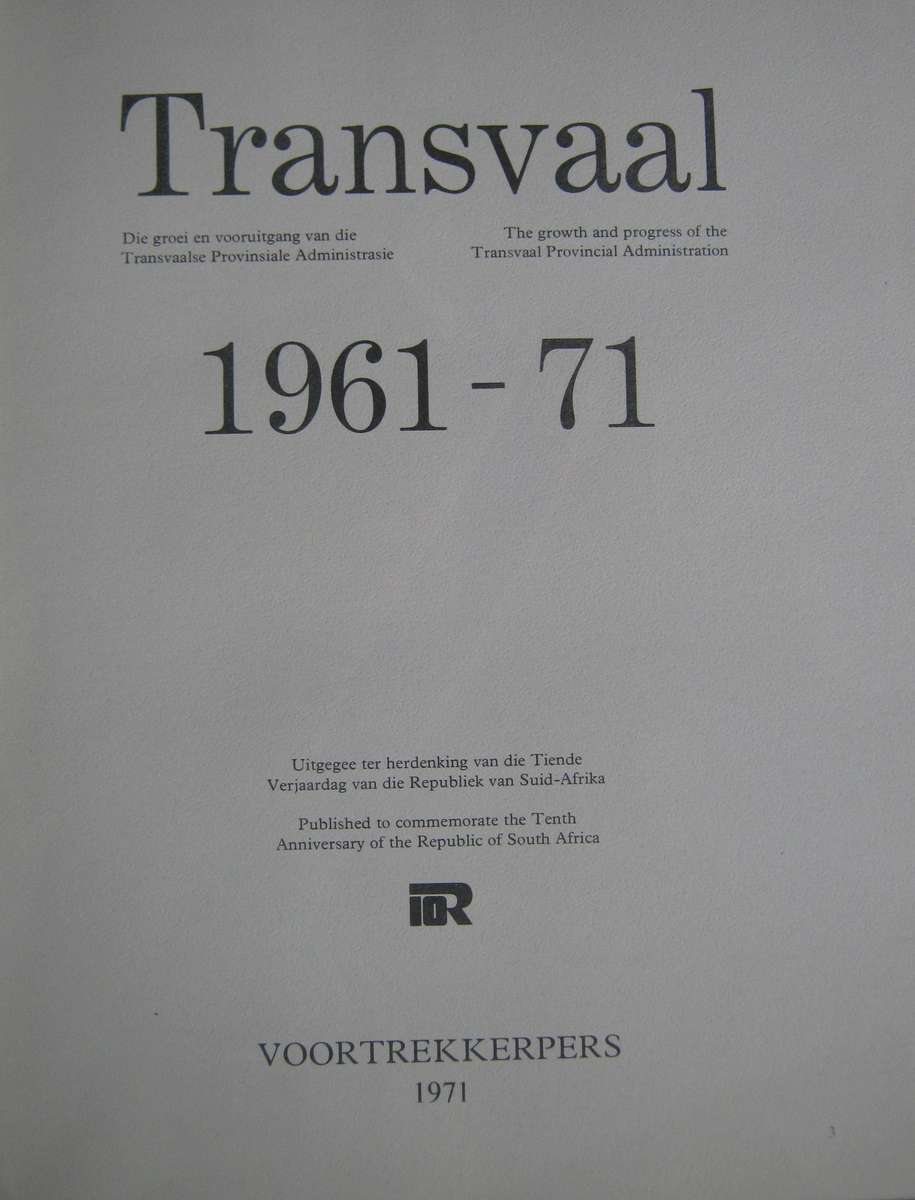 Transvaal
Die groei en vooruitgang van die
Transvaalse Provinsiale Administrasie
The growth and progress of the
Transvaal Provincial Administration
1961 - 71
Uitgegee ter herdenking van die Tiende
Verjaardag van die Republiek van Suid-Afrika
Published to commemorate the Tenth
Anniversary of the Republic of South Africa
10R
VOORTREKKERPERS
1971
3